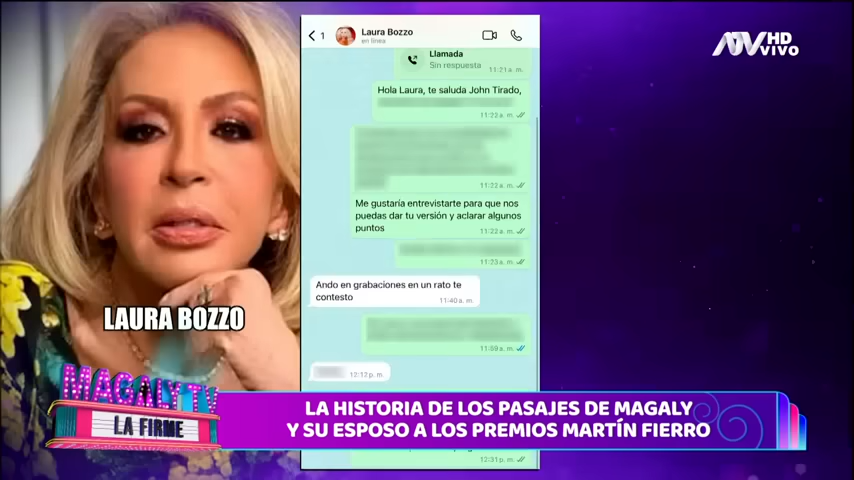 1
Laura Bozzo
en línea
Llamada
Sin respuesta
11:21 a. m.
Hola Laura, te saluda John Tirado,
11:22 a. m.
11:22 a. m.
Me gustaría entrevistarte para que nos
puedas dar tu versión y aclarar algunos
puntos
11:22 a. m.
11:23 a. m.
Ando en grabaciones en un rato te
contesto
11:40 a. m.
11:59 a. m.
12:12 p. m.
12:31 p. m.
ATV HD
VIVO
LAURA BOZZO
MAGALY TV
LA FIRME
LA HISTORIA DE LOS PASAJES DE MAGALY
Y SU ESPOSO A LOS PREMIOS MARTÍN FIERRO